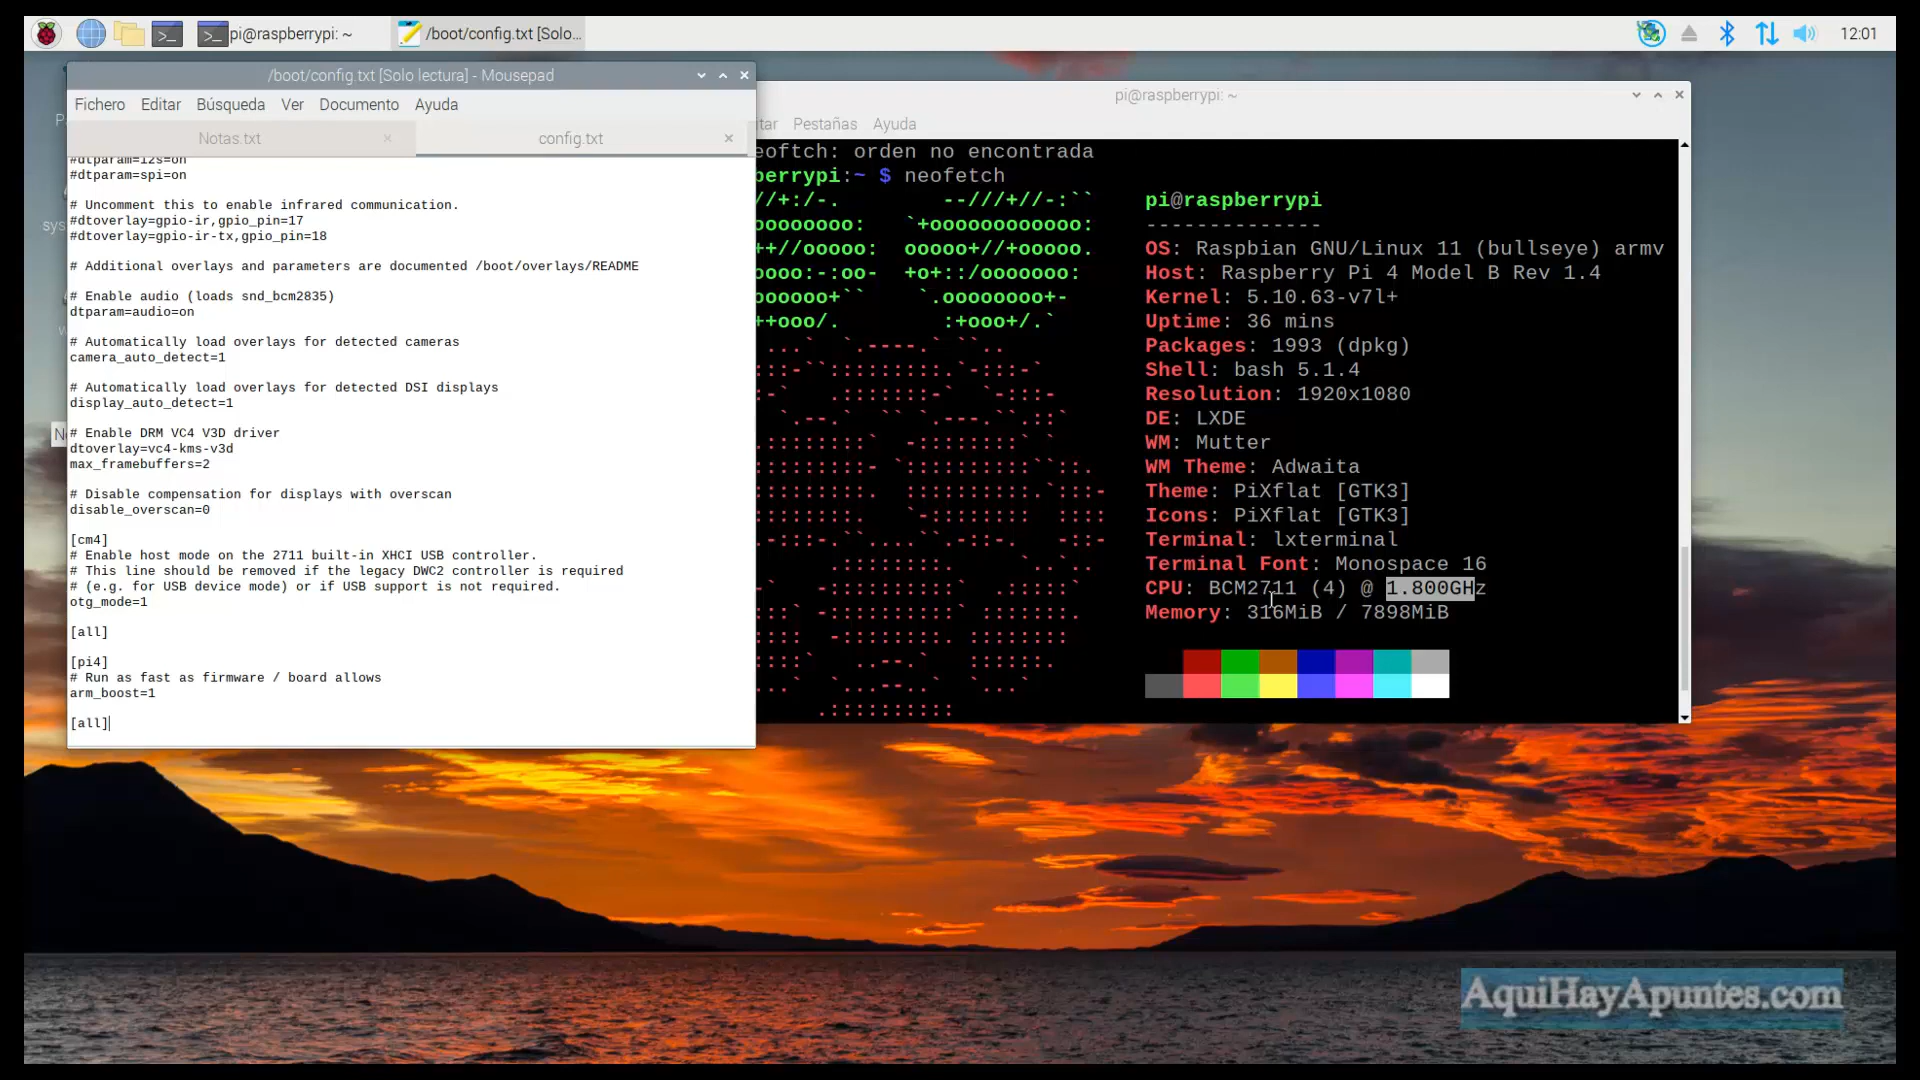 pi@raspberrypi: ~
/boot/config.txt [Solo...
12:01
/boot/config.txt [Solo lectura] - Mousepad
Fichero Editar Búsqueda Ver Documento Ayuda
Notas.txt
config.txt
#dtparam=i2s=on
#dtparam=spi=on
# Uncomment this to enable infrared communication.
#dtoverlay=gpio-ir,gpio_pin=17
#dtoverlay=gpio-ir-tx,gpio_pin=18
# Additional overlays and parameters are documented /boot/overlays/README
# Enable audio (loads snd_bcm2835)
dtparam=audio=on
# Automatically load overlays for detected cameras
camera_auto_detect=1
# Automatically load overlays for detected DSI displays
display_auto_detect=1
# Enable DRM VC4 V3D driver
dtoverlay=vc4-kms-v3d
max_framebuffers=2
# Disable compensation for displays with overscan
disable_overscan=0
[cm4]
# Enable host mode on the 2711 built-in XHCI USB controller.
# This line should be removed if the legacy DWC2 controller is required
# (e.g. for USB device mode) or if USB support is not required.
otg_mode=1
[all]
[pi4]
# Run as fast as firmware / board allows
arm_boost=1
[all]
pi@raspberrypi: ~
tar Pestañas Ayuda
eoftch: orden no encontrada
berrypi:~ $ neofetch
pi@raspberrypi
--------------
OS: Raspbian GNU/Linux 11 (bullseye) armv
Host: Raspberry Pi 4 Model B Rev 1.4
Kernel: 5.10.63-v7l+
Uptime: 36 mins
Packages: 1993 (dpkg)
Shell: bash 5.1.4
Resolution: 1920x1080
DE: LXDE
WM: Mutter
WM Theme: Adwaita
Theme: PiXflat [GTK3]
Icons: PiXflat [GTK3]
Terminal: lxterminal
Terminal Font: Monospace 16
CPU: BCM2711 (4) @ 1.800GHz
Memory: 316MiB / 7898MiB
AquiHayApuntes.com